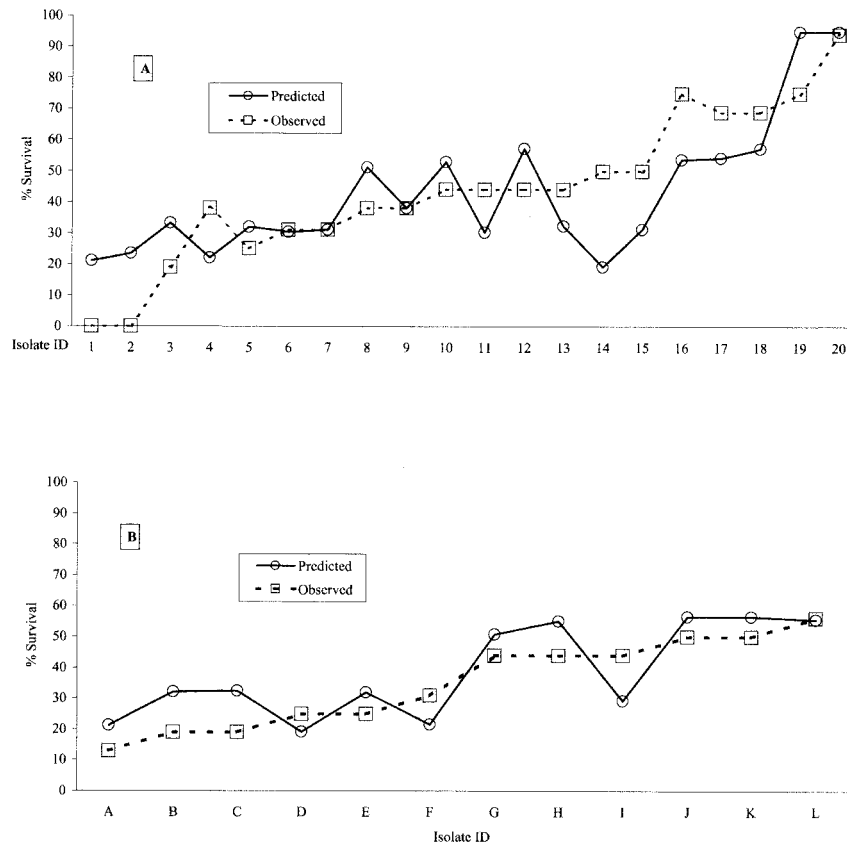 100
90
80
70
60
50
40
30
20
10
0
% Survival
A
Predicted
Observed
Isolate ID 1 2 3 4 5 6 7 8 9 10 11 12 13 14 15 16 17 18 19 20
100
90
80
70
60
50
40
30
20
10
0
% Survival
B
Predicted
Observed
A B C D E F G H I J K L
Isolate ID